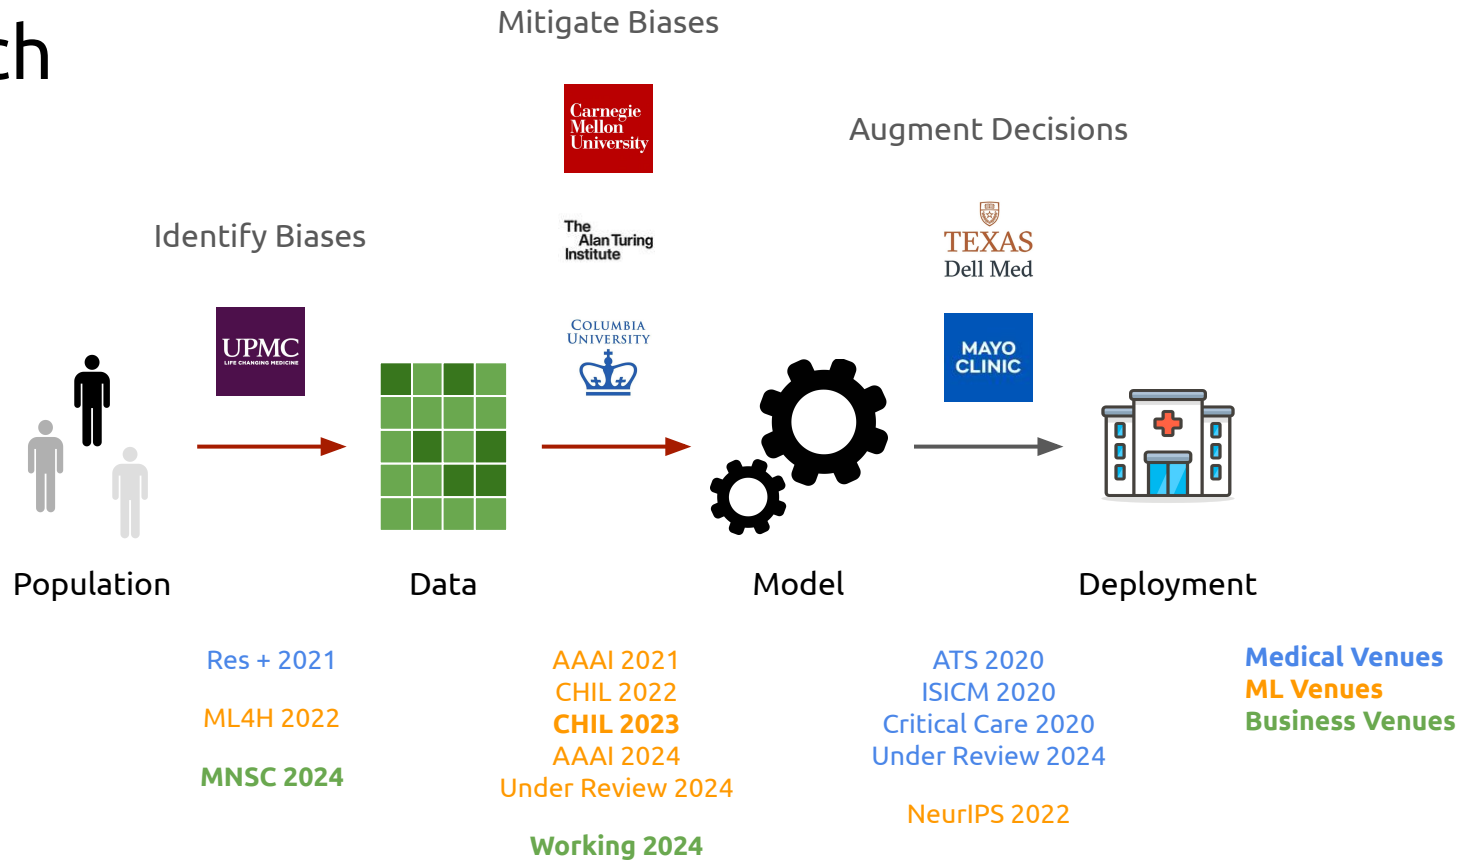 ch
Mitigate Biases
Carnegie
Mellon
University
Augment Decisions
The
Alan Turing
Institute
TEXAS
Dell Med
Identify Biases
UPMC
LIFE CHANGING MEDICINE
COLUMBIA
UNIVERSITY
MAYO
CLINIC
Population
Data
Model
Deployment
Res + 2021
ML4H 2022
MNSC 2024
AAAI 2021
CHIL 2022
CHIL 2023
AAAI 2024
Under Review 2024
Working 2024
ATS 2020
ISICM 2020
Critical Care 2020
Under Review 2024
NeurIPS 2022
Medical Venues
ML Venues
Business Venues